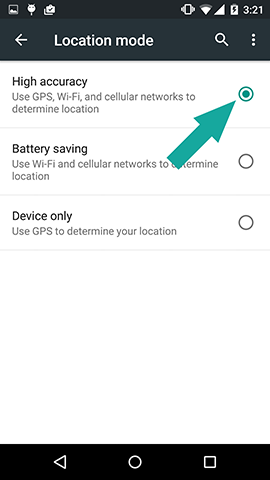 3:21
Location mode
High accuracy
Use GPS, Wi-Fi, and cellular networks to
determine location
Battery saving
Use Wi-Fi and cellular networks to determine
location
Device only
Use GPS to determine your location